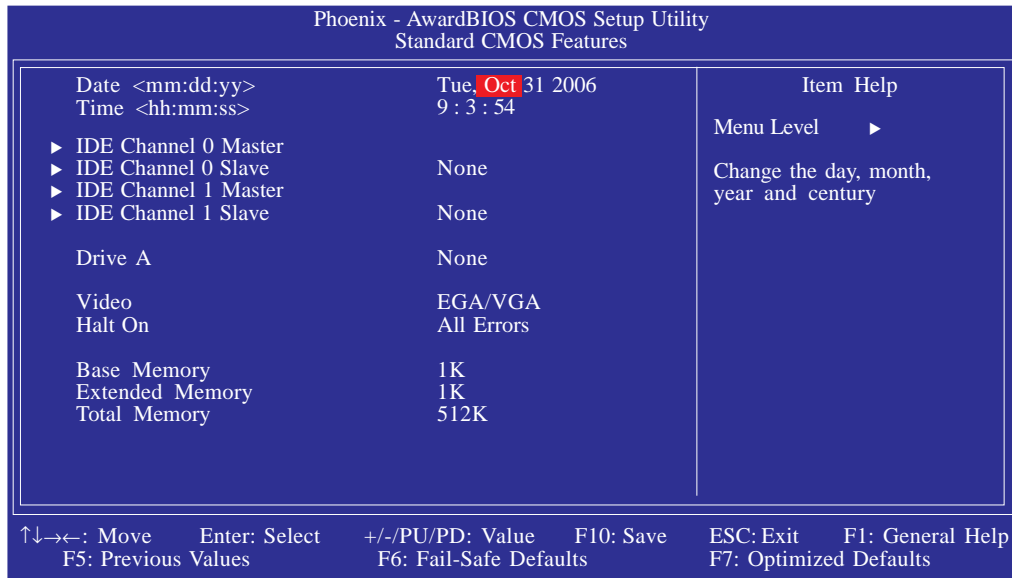 Phoenix - AwardBIOS CMOS Setup Utility
Standard CMOS Features
Date <mm:dd:yy> Tue, Oct 31 2006
Time <hh:mm:ss> 9 : 3 : 54
► IDE Channel 0 Master
► IDE Channel 0 Slave None
► IDE Channel 1 Master
► IDE Channel 1 Slave None
Drive A None
Video EGA/VGA
Halt On All Errors
Base Memory 1K
Extended Memory 1K
Total Memory 512K
Item Help
Menu Level ►
Change the day, month,
year and century
↑↓→←: Move Enter: Select +/-/PU/PD: Value F10: Save ESC: Exit F1: General Help
F5: Previous Values F6: Fail-Safe Defaults F7: Optimized Defaults